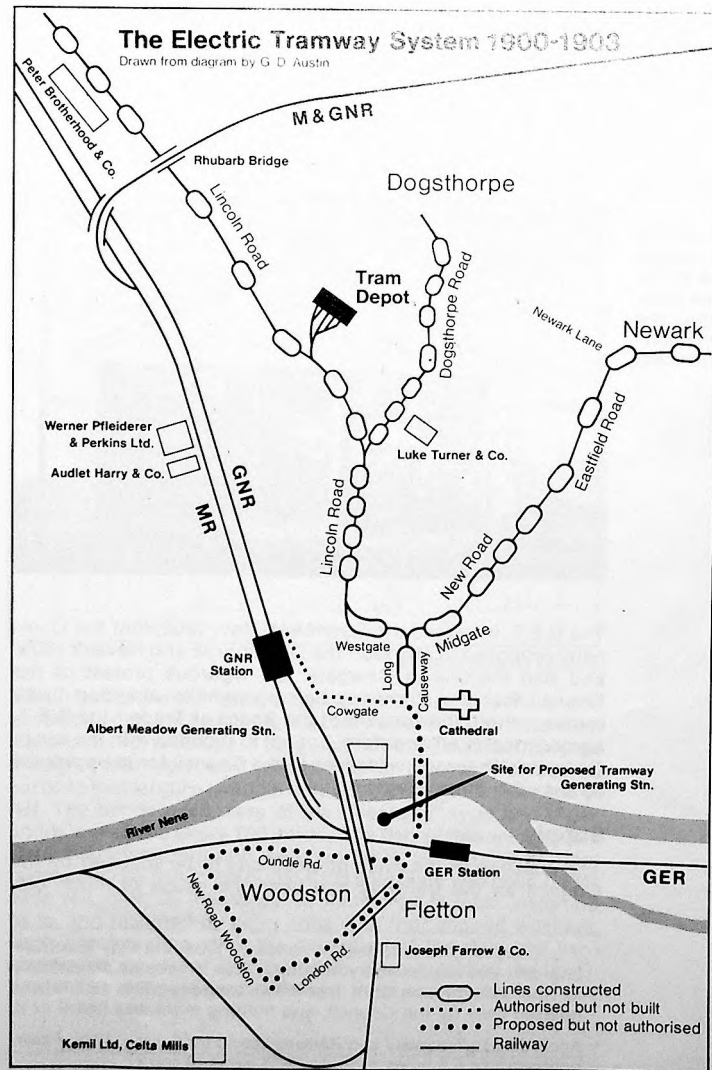 The Electric Tramway System 1900-1903
Drawn from diagram by G. D. Austin
Peter Brotherhood & Co.
M & GNR
Rhubarb Bridge
Dogsthorpe
Lincoln Road
Tram
Depot
Dogsthorpe Road
Newark Lane
Newark
Werner Pfleiderer
& Perkins Ltd.
Audlet Harry & Co.
GNR
MR
Luke Turner & Co.
Eastfield Road
Lincoln Road
New Road
Westgate
Midgate
Long
Causeway
GNR
Station
Cowgate
Cathedral
Albert Meadow Generating Stn.
Site for Proposed Tramway
Generating Stn.
River Nene
Oundle Rd.
GER Station
GER
Woodston
Fletton
New Road
Woodston
London Rd.
Joseph Farrow & Co.
Lines constructed
Authorised but not built
Proposed but not authorised
Railway
Kemil Ltd, Celta Mills